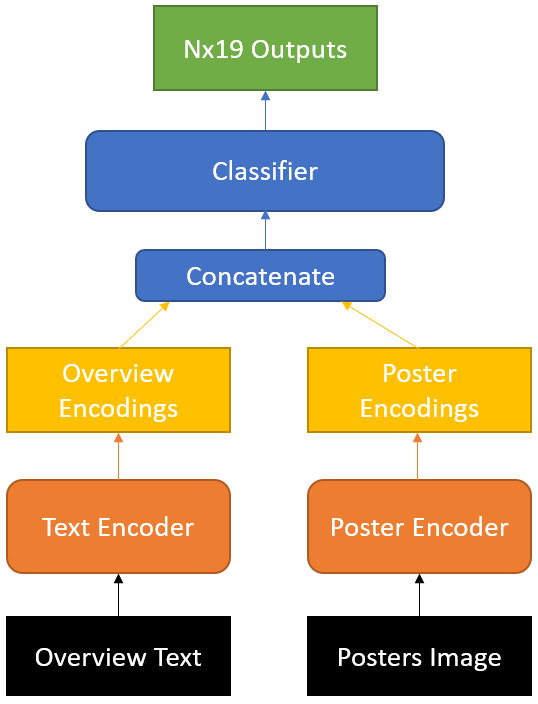 Nx19 Outputs
Classifier
Concatenate
Overview
Encodings
Poster
Encodings
Text Encoder
Poster Encoder
Overview Text
Posters Image